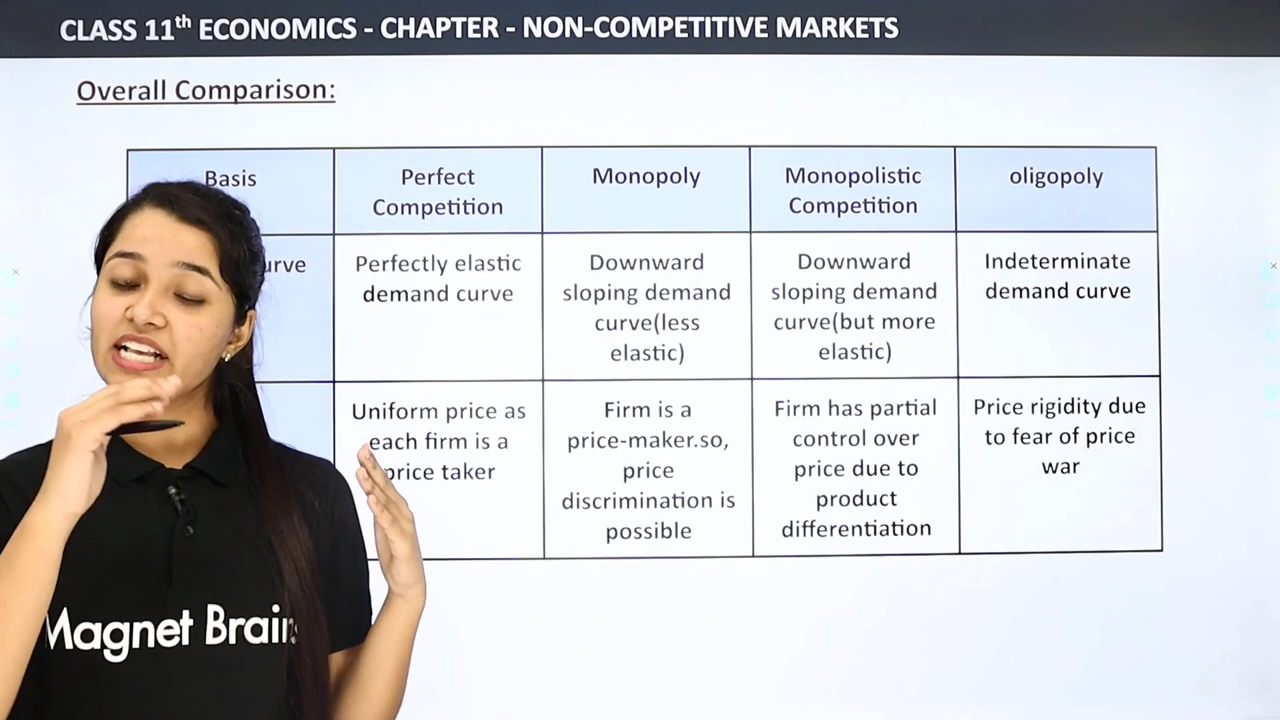 CLASS 11th ECONOMICS - CHAPTER - NON-COMPETITIVE MARKETS
Overall Comparison:
Basis
Perfect
Competition
Monopoly
Monopolistic
Competition
oligopoly
Perfectly elastic
demand curve
Downward
sloping demand
curve(less
elastic)
Downward
sloping demand
curve(but more
elastic)
Indeterminate
demand curve
Uniform price as
each firm is a
price taker
Firm is a
price-maker.so,
price
discrimination is
possible
Firm has partial
control over
price due to
product
differentiation
Price rigidity due
to fear of price
war
Magnet Brains